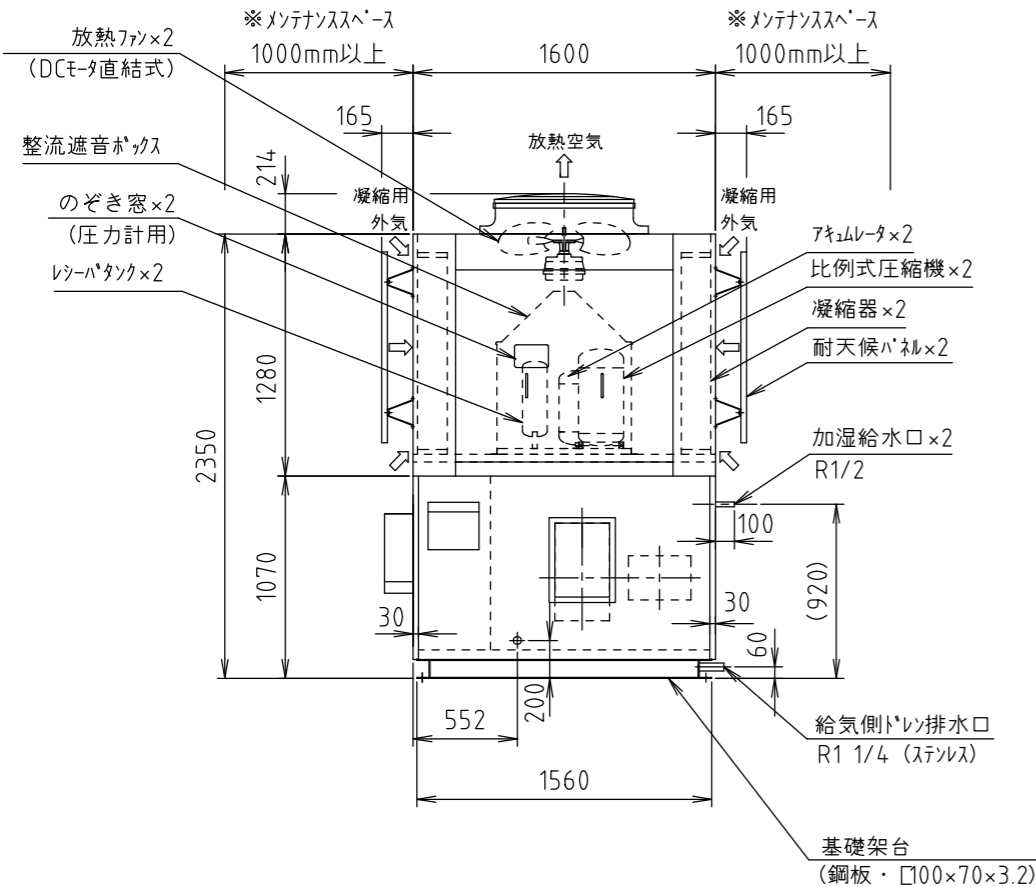 ※メンテナンススペース
※メンテナンススペース
放熱ファン×2
(DCモータ直結式)
1000mm以上
1600
1000mm以上
165
165
整流遮音ボックス
放熱空気
214
凝縮用
外気
凝縮用
外気
のぞき窓×2
(圧力計用)
アキュムレータ×2
レシーバタンク×2
比例式圧縮機×2
凝縮器×2
耐天候パネル×2
1280
2350
加湿給水口×2
R1/2
100
1070
(920)
30
30
60
200
552
給気側ドレン排水口
R1 1/4 (ステンレス)
1560
基礎架台
(鋼板・［100×70×3.2)